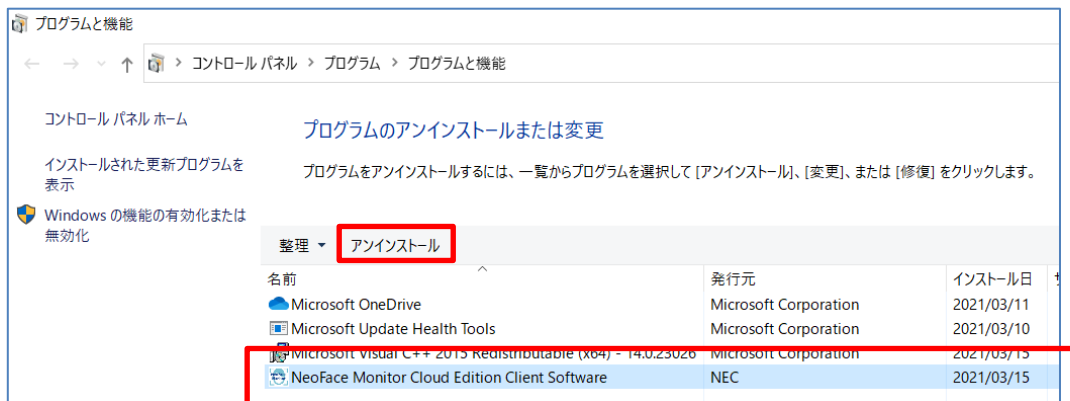 プログラムと機能
コントロール パネル > プログラム > プログラムと機能
コントロール パネル ホーム
インストールされた更新プログラムを
表示
Windows の機能の有効化または
無効化
プログラムのアンインストールまたは変更
プログラムをアンインストールするには、一覧からプログラムを選択して [アンインストール]、[変更]、または [修復] をクリックします。
整理 アンインストール
名前 発行元 インストール日
Microsoft OneDrive Microsoft Corporation 2021/03/11
Microsoft Update Health Tools Microsoft Corporation 2021/03/10
Microsoft Visual C++ 2015 Redistributable (x64) - 14.0.23026 Microsoft Corporation 2021/03/15
NeoFace Monitor Cloud Edition Client Software NEC 2021/03/15